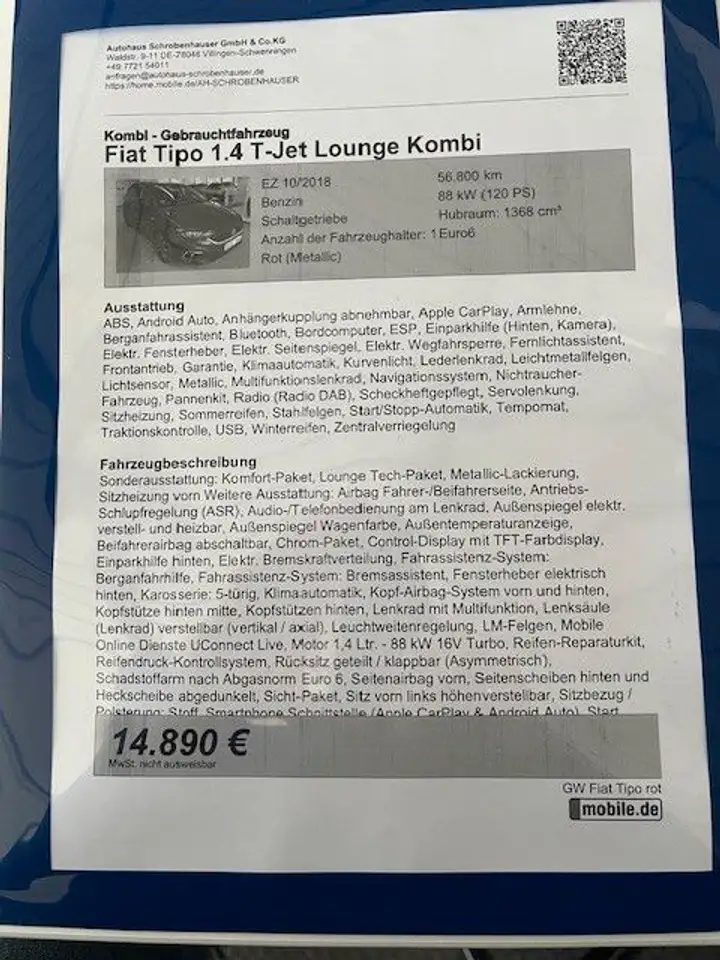 Autohaus Schrobenhauser GmbH & Co.KG
Waldstr. 9-11 DE-78048 Villingen-Schwenningen
+49 7721 54011
anfragen@autohaus-schrobenhauser.de
https://home.mobile.de/AH-SCHROBENHAUSER
Kombi - Gebrauchtfahrzeug
Fiat Tipo 1.4 T-Jet Lounge Kombi
EZ 10/2018 56.800 km
Benzin 88 kW (120 PS)
Schaltgetriebe Hubraum: 1368 cm³
Anzahl der Fahrzeughalter: 1 Euro6
Rot (Metallic)
Ausstattung
ABS, Android Auto, Anhängerkupplung abnehmbar, Apple CarPlay, Armlehne,
Berganfahrassistent, Bluetooth, Bordcomputer, ESP, Einparkhilfe (Hinten, Kamera),
Elektr. Fensterheber, Elektr. Seitenspiegel, Elektr. Wegfahrsperre, Fernlichtassistent,
Frontantrieb, Garantie, Klimaautomatik, Kurvenlicht, Lederlenkrad, Leichtmetallfelgen,
Lichtsensor, Metallic, Multifunktionslenkrad, Navigationssystem, Nichtraucher-
Fahrzeug, Pannenkit, Radio (Radio DAB), Scheckheftgepflegt, Servolenkung,
Sitzheizung, Sommerreifen, Stahlfelgen, Start/Stopp-Automatik, Tempomat,
Traktionskontrolle, USB, Winterreifen, Zentralverriegelung
Fahrzeugbeschreibung
Sonderausstattung: Komfort-Paket, Lounge Tech-Paket, Metallic-Lackierung,
Sitzheizung vorn Weitere Ausstattung: Airbag Fahrer-/Beifahrerseite, Antriebs-
Schlupfregelung (ASR), Audio-/Telefonbedienung am Lenkrad, Außenspiegel elektr.
verstell- und heizbar, Außenspiegel Wagenfarbe, Außentemperaturanzeige,
Beifahrerairbag abschaltbar, Chrom-Paket, Control-Display mit TFT-Farbdisplay,
Einparkhilfe hinten, Elektr. Bremskraftverteilung, Fahrassistenz-System:
Berganfahrhilfe, Fahrassistenz-System: Bremsassistent, Fensterheber elektrisch
hinten, Karosserie: 5-türig, Klimaautomatik, Kopf-Airbag-System vorn und hinten,
Kopfstütze hinten mitte, Kopfstützen hinten, Lenkrad mit Multifunktion, Lenksäule
(Lenkrad) verstellbar (vertikal / axial), Leuchtweitenregelung, LM-Felgen, Mobile
Online Dienste UConnect Live, Motor 1,4 Ltr. - 88 kW 16V Turbo, Reifen-Reparaturkit,
Reifendruck-Kontrollsystem, Rücksitz geteilt / klappbar (Asymmetrisch),
Schadstoffarm nach Abgasnorm Euro 6, Seitenairbag vorn, Seitenscheiben hinten und
Heckscheibe abgedunkelt, Sicht-Paket, Sitz vorn links höhenverstellbar, Sitzbezug /
Polsterung: Stoff, Smartphone Schnittstelle (Apple CarPlay & Android Auto), Start
14.890 €
MwSt. nicht ausweisbar
GW Fiat Tipo rot
mobile.de